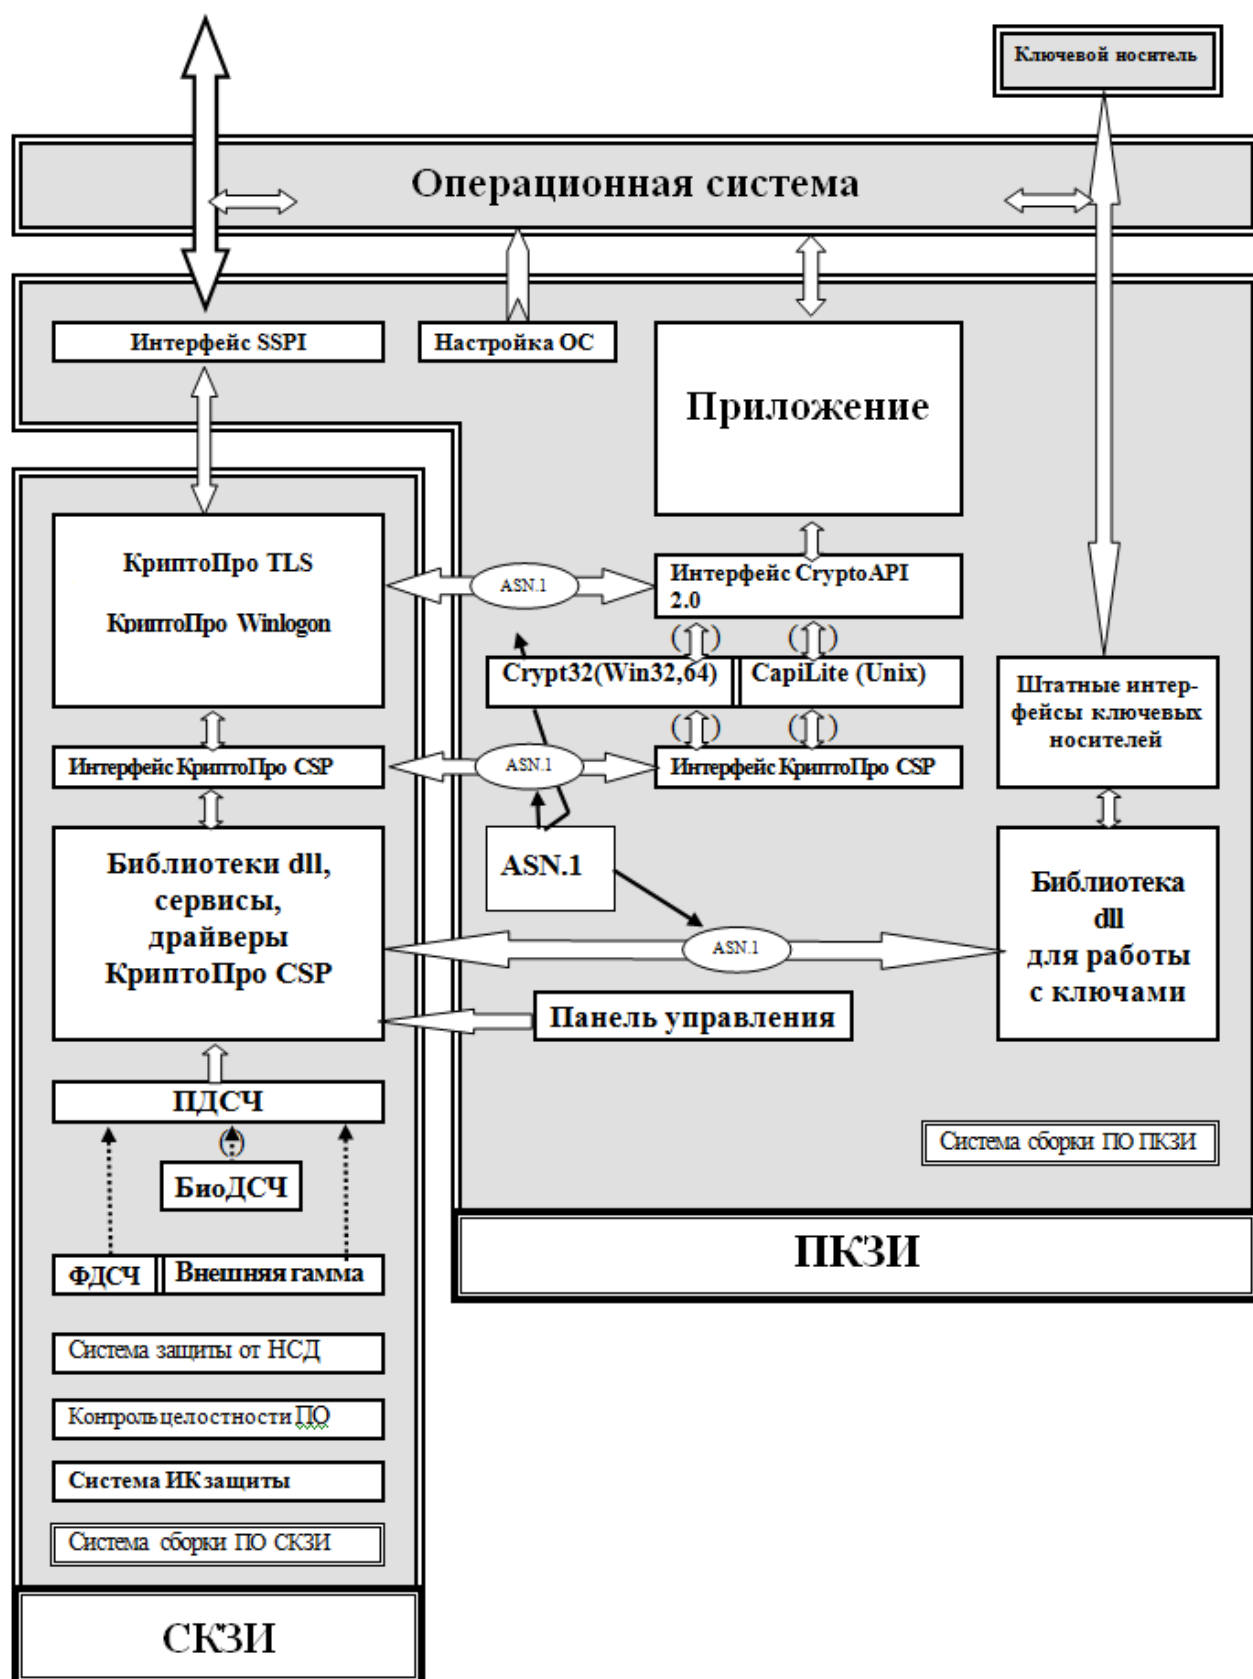 Ключевой носитель
Операционная система
Интерфейс SSPI
Настройка ОС
Приложение
КриптоПро TLS
КриптоПро Winlogon
ASN.1
Интерфейс CryptoAPI
2.0
( )
( )
Crypt32(Win32,64)
CapiLite (Unix)
Штатные интер-
фейсы ключевых
носителей
( )
( )
Интерфейс КриптоПро CSP
ASN.1
Интерфейс КриптоПро CSP
Библиотеки dll,
сервисы,
драйверы
КриптоПро CSP
ASN.1
ASN.1
Библиотека
dll
для работы
с ключами
Панель управления
ПДСЧ
( )
БиоДСЧ
Система сборки ПО ПКЗИ
ФДСЧ
Внешняя гамма
ПКЗИ
Система защиты от НСД
Контроль целостности ПО
Система ИК защиты
Система сборки ПО СКЗИ
СКЗИ